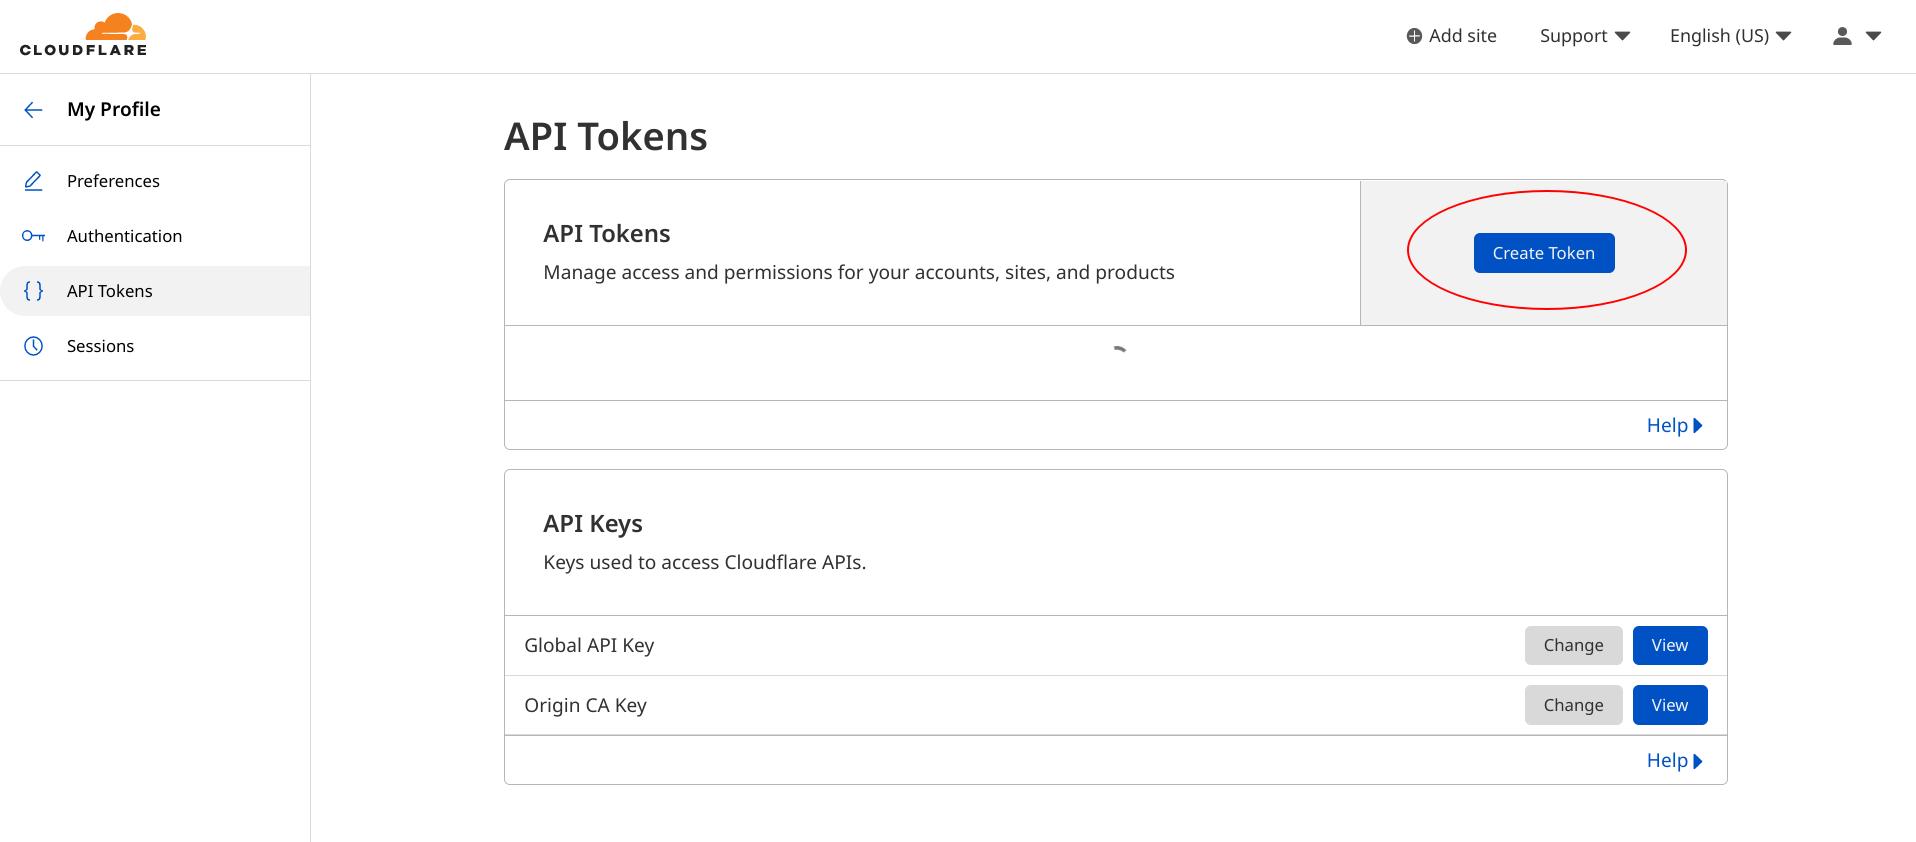 CLOUDFLARE
Add site
Support
English (US)
My Profile
Preferences
Authentication
API Tokens
Sessions
API Tokens
API Tokens
Manage access and permissions for your accounts, sites, and products
Create Token
Help
API Keys
Keys used to access Cloudflare APIs.
Global API Key
Change
View
Origin CA Key
Change
View
Help